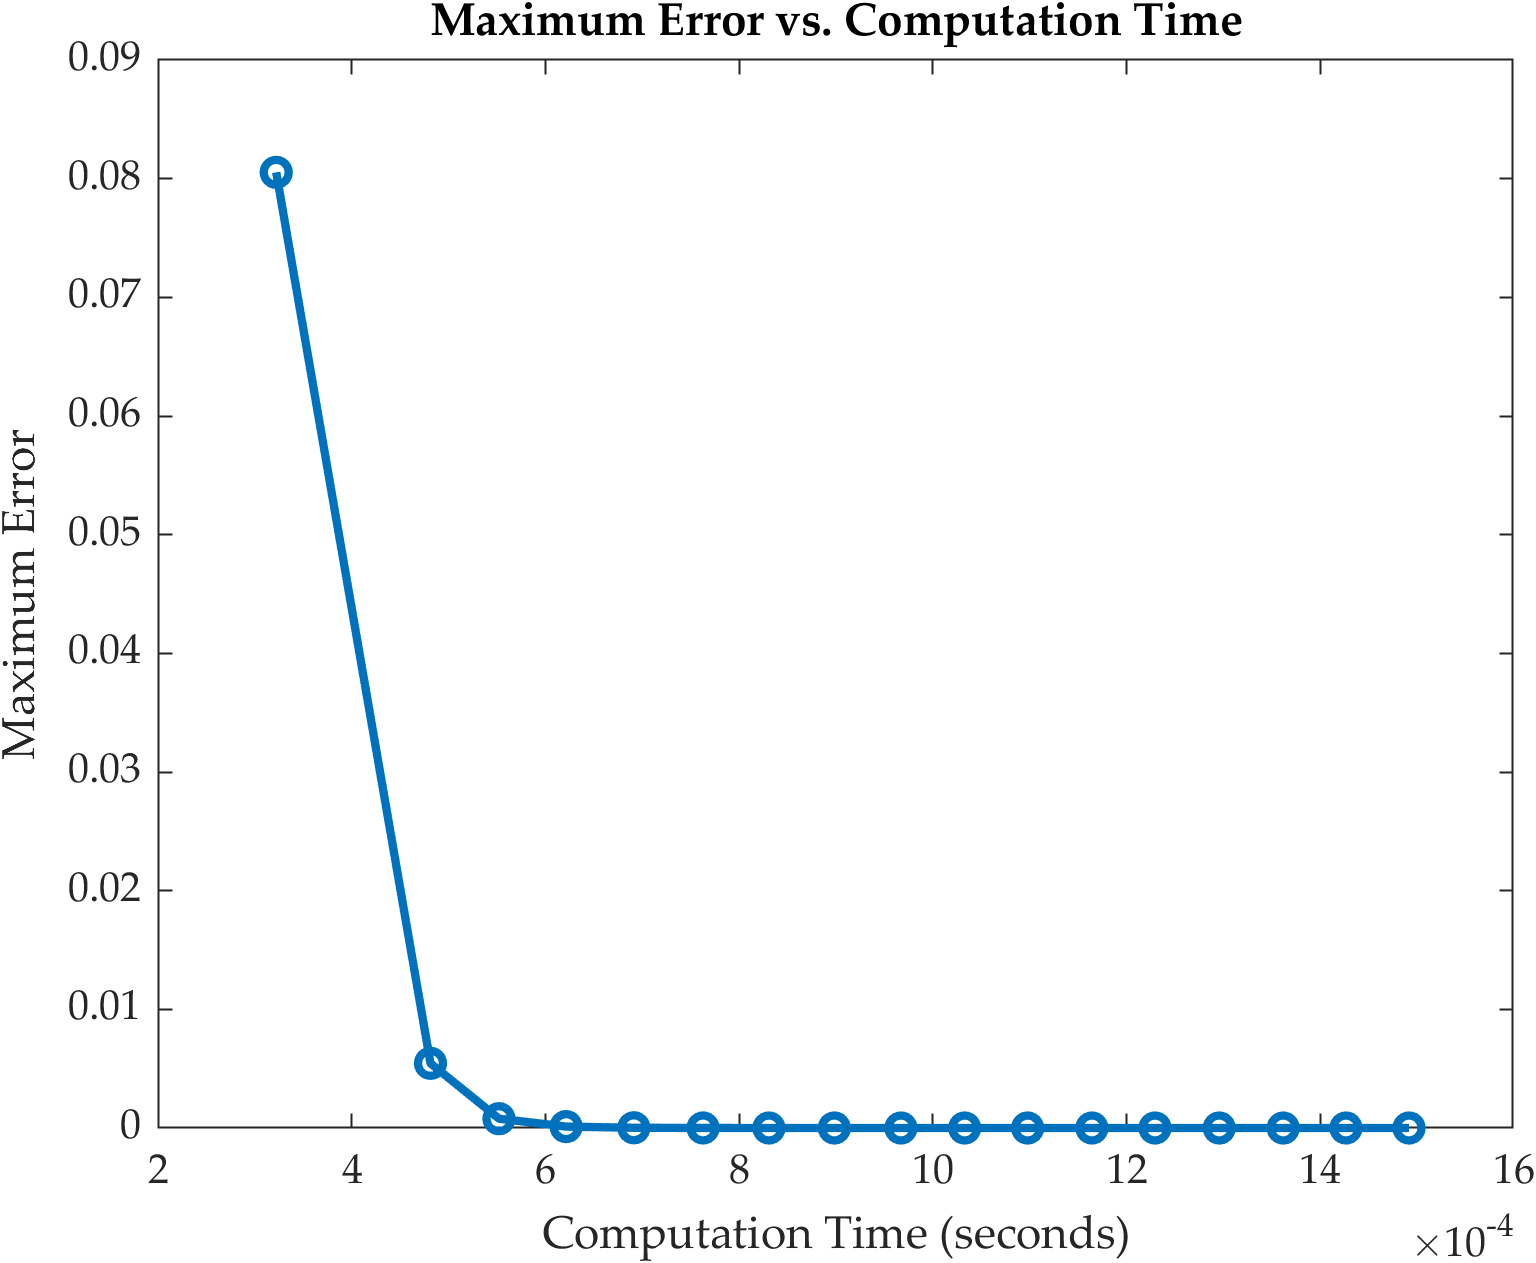 Maximum Error vs. Computation Time
0.09
0.08
0.07
0.06
0.05
0.04
0.03
0.02
0.01
0
Maximum Error
2 4 6 8 10 12 14 16
Computation Time (seconds)
×10-4